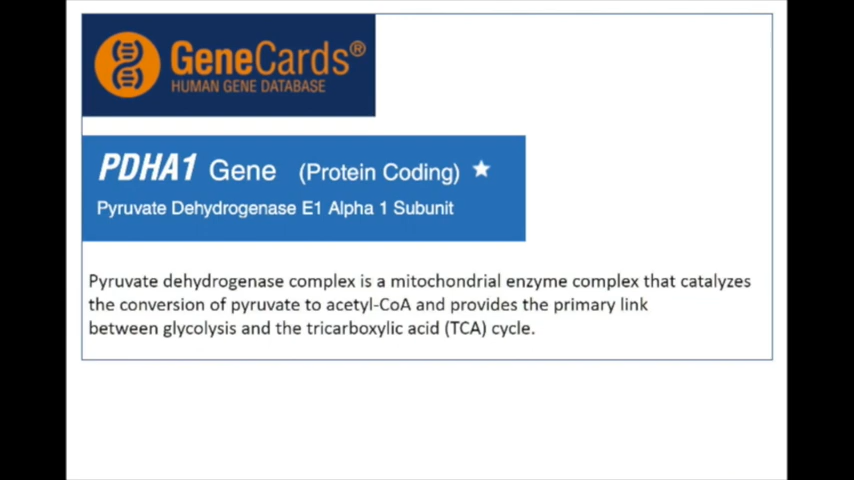 GeneCards®
HUMAN GENE DATABASE
PDHA1 Gene (Protein Coding) ★
Pyruvate Dehydrogenase E1 Alpha 1 Subunit
Pyruvate dehydrogenase complex is a mitochondrial enzyme complex that catalyzes
the conversion of pyruvate to acetyl-CoA and provides the primary link
between glycolysis and the tricarboxylic acid (TCA) cycle.